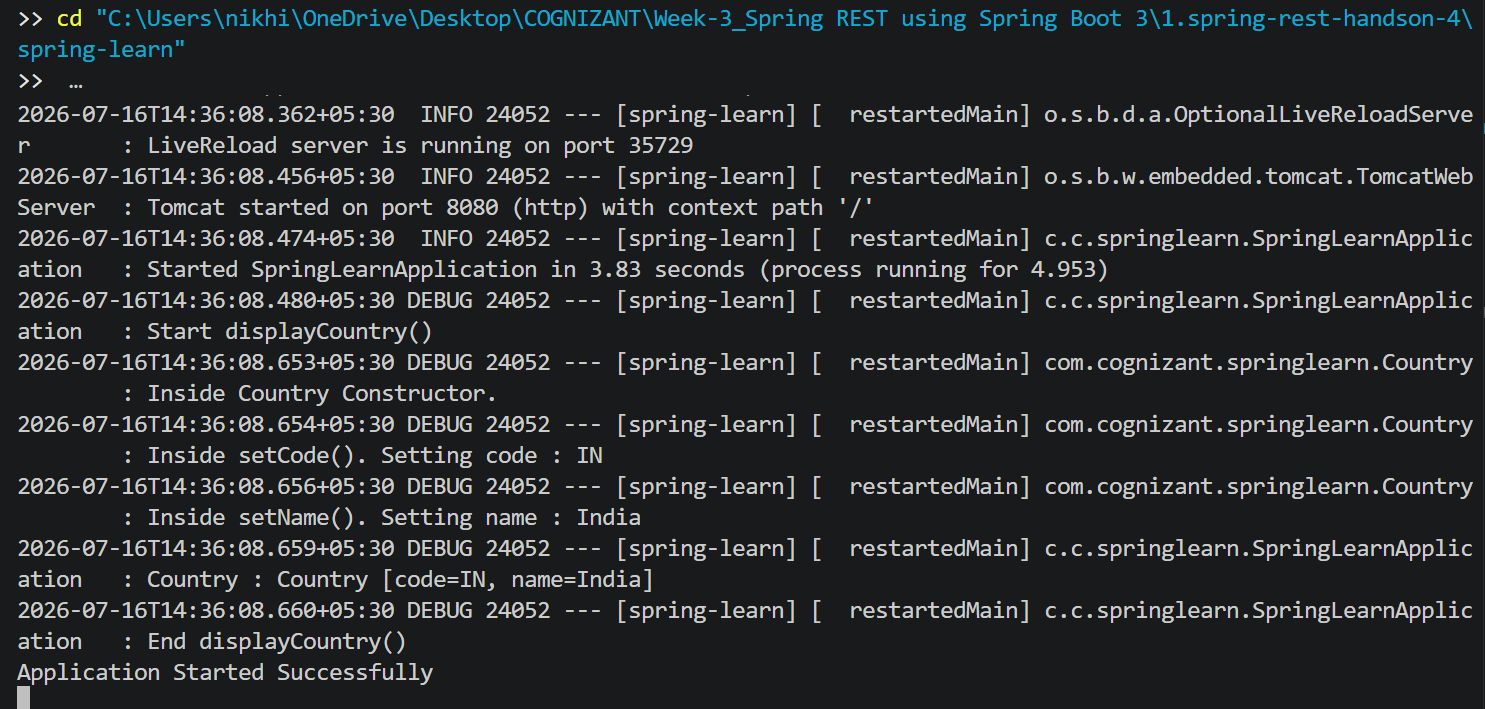 >> cd "C:\Users\nikhi\OneDrive\Desktop\COGNIZANT\Week-3_Spring REST using Spring Boot 3\1.spring-rest-handson-4\
spring-learn"
>>  …
2026-07-16T14:36:08.362+05:30  INFO 24052 --- [spring-learn] [  restartedMain] o.s.b.d.a.OptionalLiveReloadServe
r       : LiveReload server is running on port 35729
2026-07-16T14:36:08.456+05:30  INFO 24052 --- [spring-learn] [  restartedMain] o.s.b.w.embedded.tomcat.TomcatWeb
Server  : Tomcat started on port 8080 (http) with context path '/'
2026-07-16T14:36:08.474+05:30  INFO 24052 --- [spring-learn] [  restartedMain] c.c.springlearn.SpringLearnApplic
ation   : Started SpringLearnApplication in 3.83 seconds (process running for 4.953)
2026-07-16T14:36:08.480+05:30 DEBUG 24052 --- [spring-learn] [  restartedMain] c.c.springlearn.SpringLearnApplic
ation   : Start displayCountry()
2026-07-16T14:36:08.653+05:30 DEBUG 24052 --- [spring-learn] [  restartedMain] com.cognizant.springlearn.Country
        : Inside Country Constructor.
2026-07-16T14:36:08.654+05:30 DEBUG 24052 --- [spring-learn] [  restartedMain] com.cognizant.springlearn.Country
        : Inside setCode(). Setting code : IN
2026-07-16T14:36:08.656+05:30 DEBUG 24052 --- [spring-learn] [  restartedMain] com.cognizant.springlearn.Country
        : Inside setName(). Setting name : India
2026-07-16T14:36:08.659+05:30 DEBUG 24052 --- [spring-learn] [  restartedMain] c.c.springlearn.SpringLearnApplic
ation   : Country : Country [code=IN, name=India]
2026-07-16T14:36:08.660+05:30 DEBUG 24052 --- [spring-learn] [  restartedMain] c.c.springlearn.SpringLearnApplic
ation   : End displayCountry()
Application Started Successfully